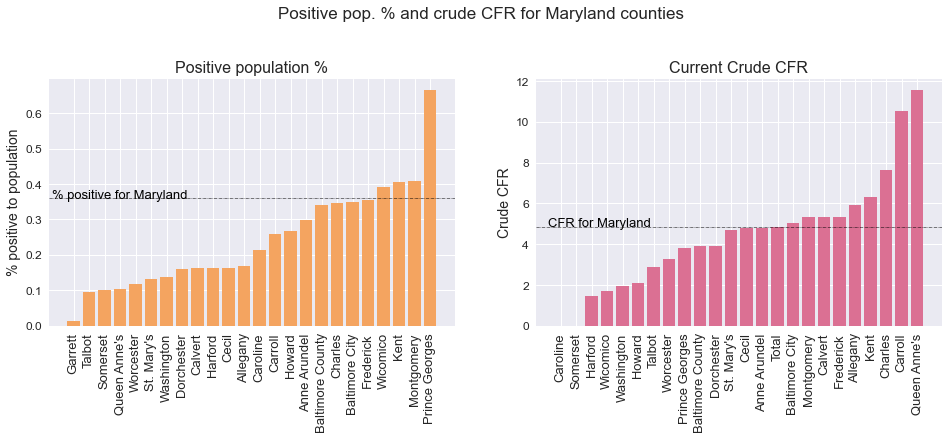 Positive pop. % and crude CFR for Maryland counties
Positive population %
% positive to population
0.6
0.5
0.4
0.3
0.2
0.1
0.0
% positive for Maryland
Garrett
Talbot
Somerset
Queen Anne's
Worcester
St. Mary's
Washington
Dorchester
Calvert
Harford
Cecil
Allegany
Caroline
Carroll
Howard
Anne Arundel
Baltimore County
Charles
Baltimore City
Frederick
Wicomico
Kent
Montgomery
Prince Georges
Current Crude CFR
Crude CFR
12
10
8
6
4
2
0
CFR for Maryland
Caroline
Somerset
Harford
Wicomico
Washington
Howard
Talbot
Worcester
Prince Georges
Baltimore County
Dorchester
St. Mary's
Cecil
Anne Arundel
Total
Baltimore City
Montgomery
Calvert
Frederick
Allegany
Kent
Charles
Carroll
Queen Anne's